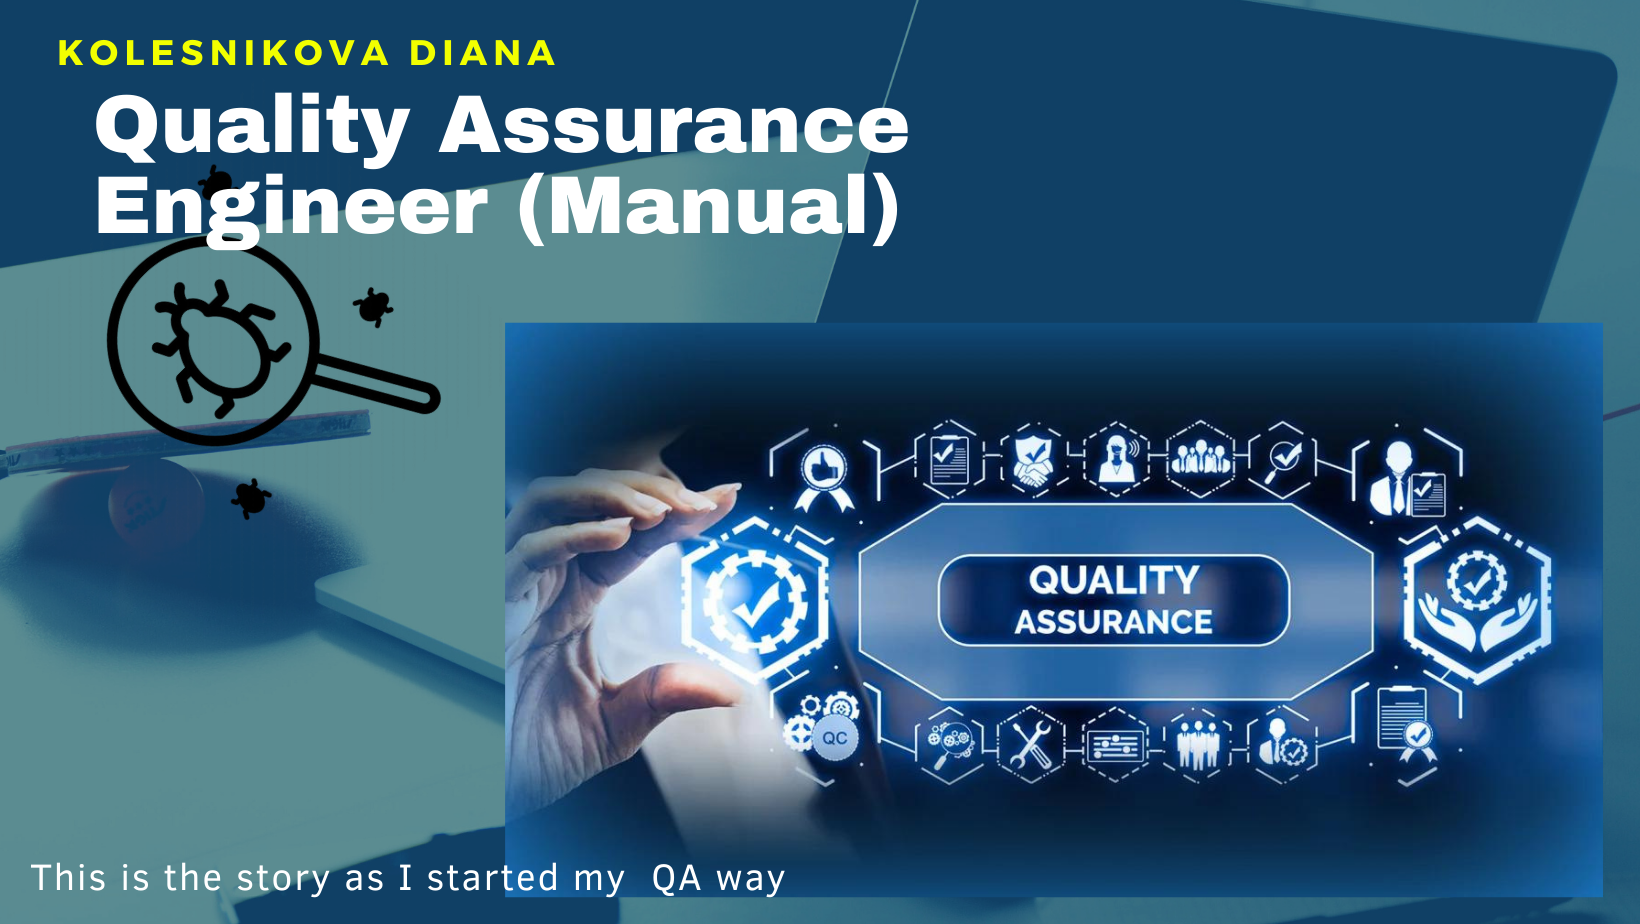 KOLESNIKOVA DIANA
Quality Assurance
Engineer (Manual)
QUALITY
ASSURANCE
QC
This is the story as I started my  QA way